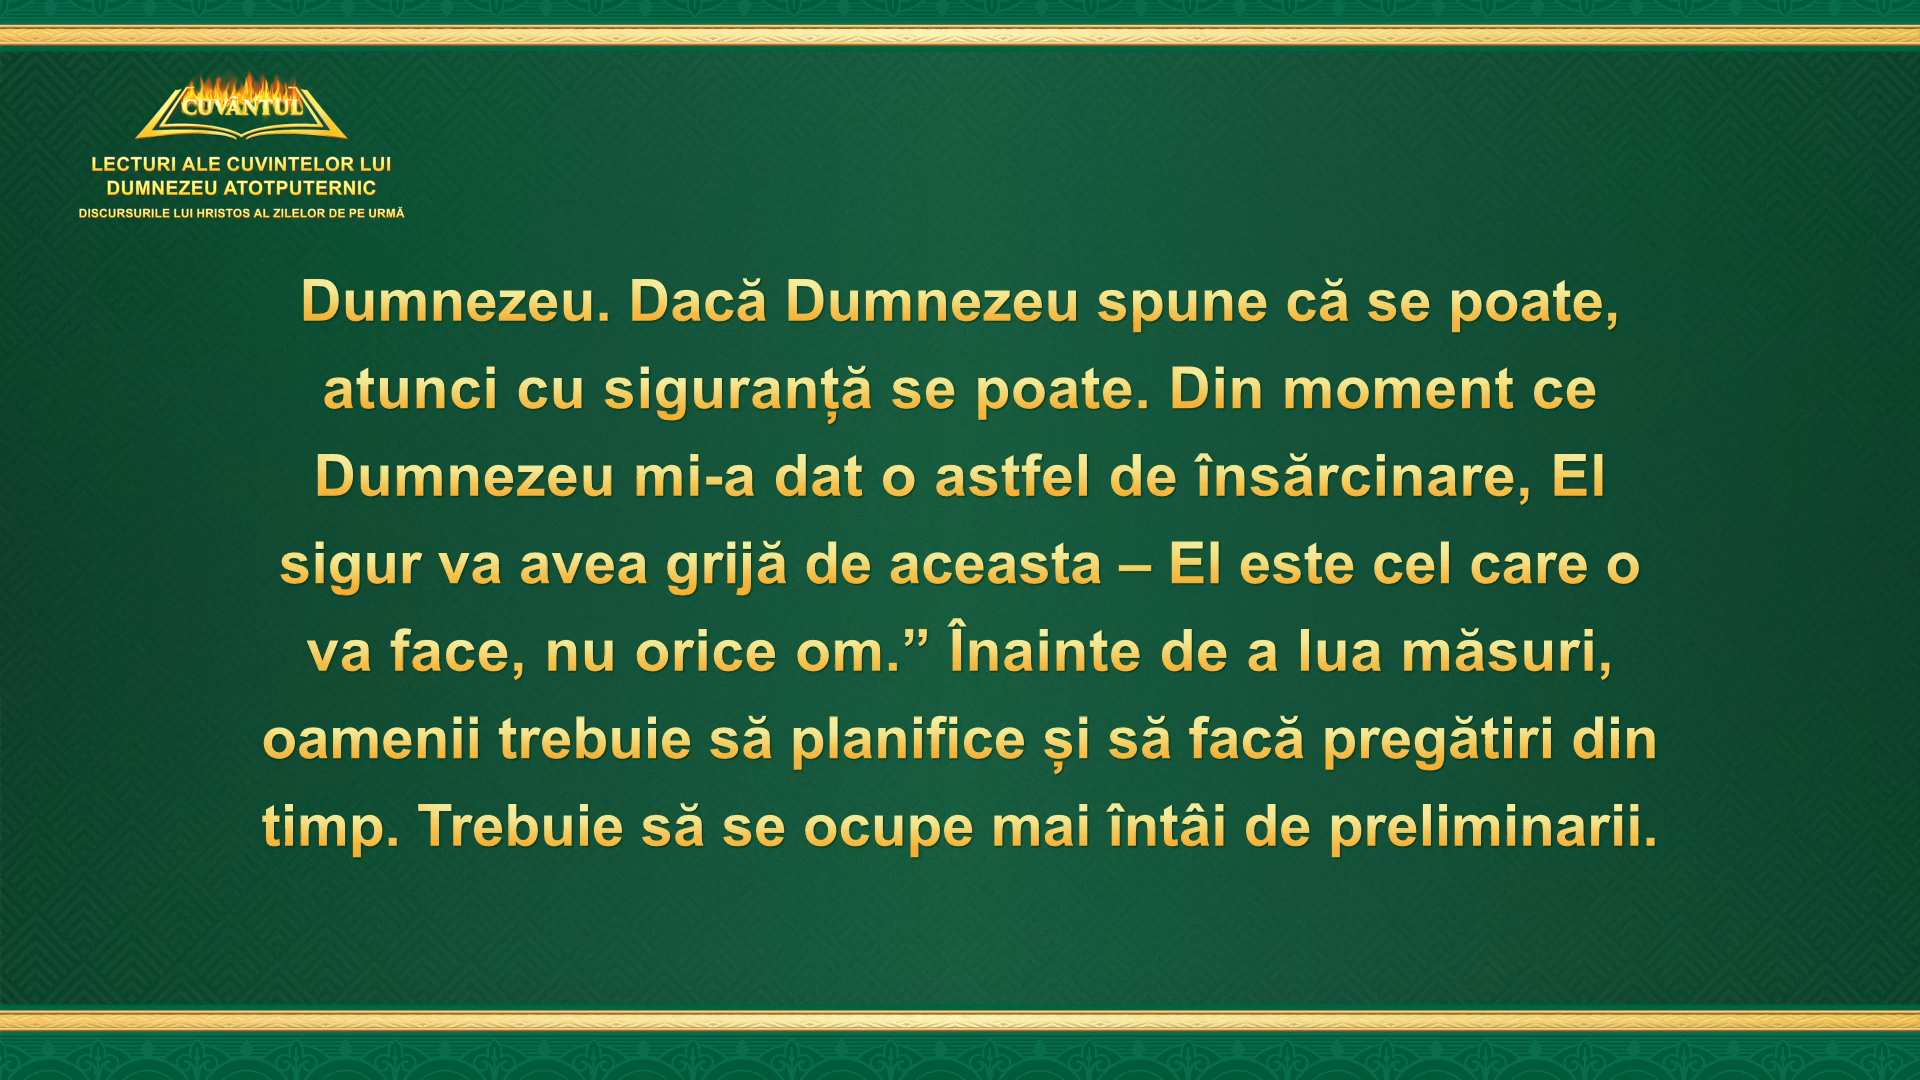 CUVÂNTUL
LECTURI ALE CUVINTELOR LUI
DUMNEZEU ATOTPUTERNIC
DISCURSURILE LUI HRISTOS AL ZILELOR DE PE URMĂ
Dumnezeu. Dacă Dumnezeu spune că se poate,
atunci cu siguranță se poate. Din moment ce
Dumnezeu mi-a dat o astfel de însărcinare, El
sigur va avea grijă de aceasta – El este cel care o
va face, nu orice om.” Înainte de a lua măsuri,
oamenii trebuie să planifice și să facă pregătiri din
timp. Trebuie să se ocupe mai întâi de preliminarii.